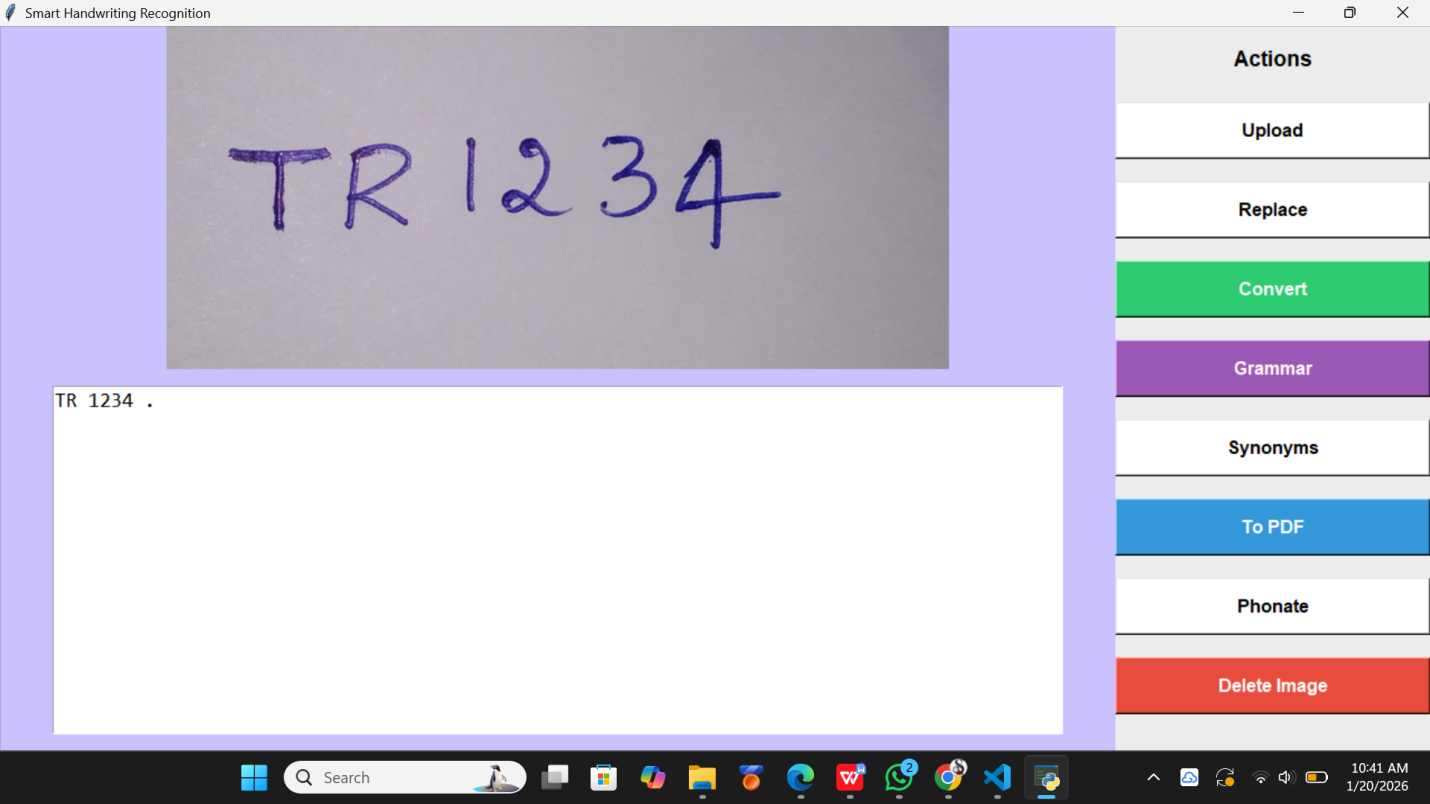 Smart Handwriting Recognition
TR 1234
TR 1234 .
Actions
Upload
Replace
Convert
Grammar
Synonyms
To PDF
Phonate
Delete Image
Search
2
10:41 AM
1/20/2026